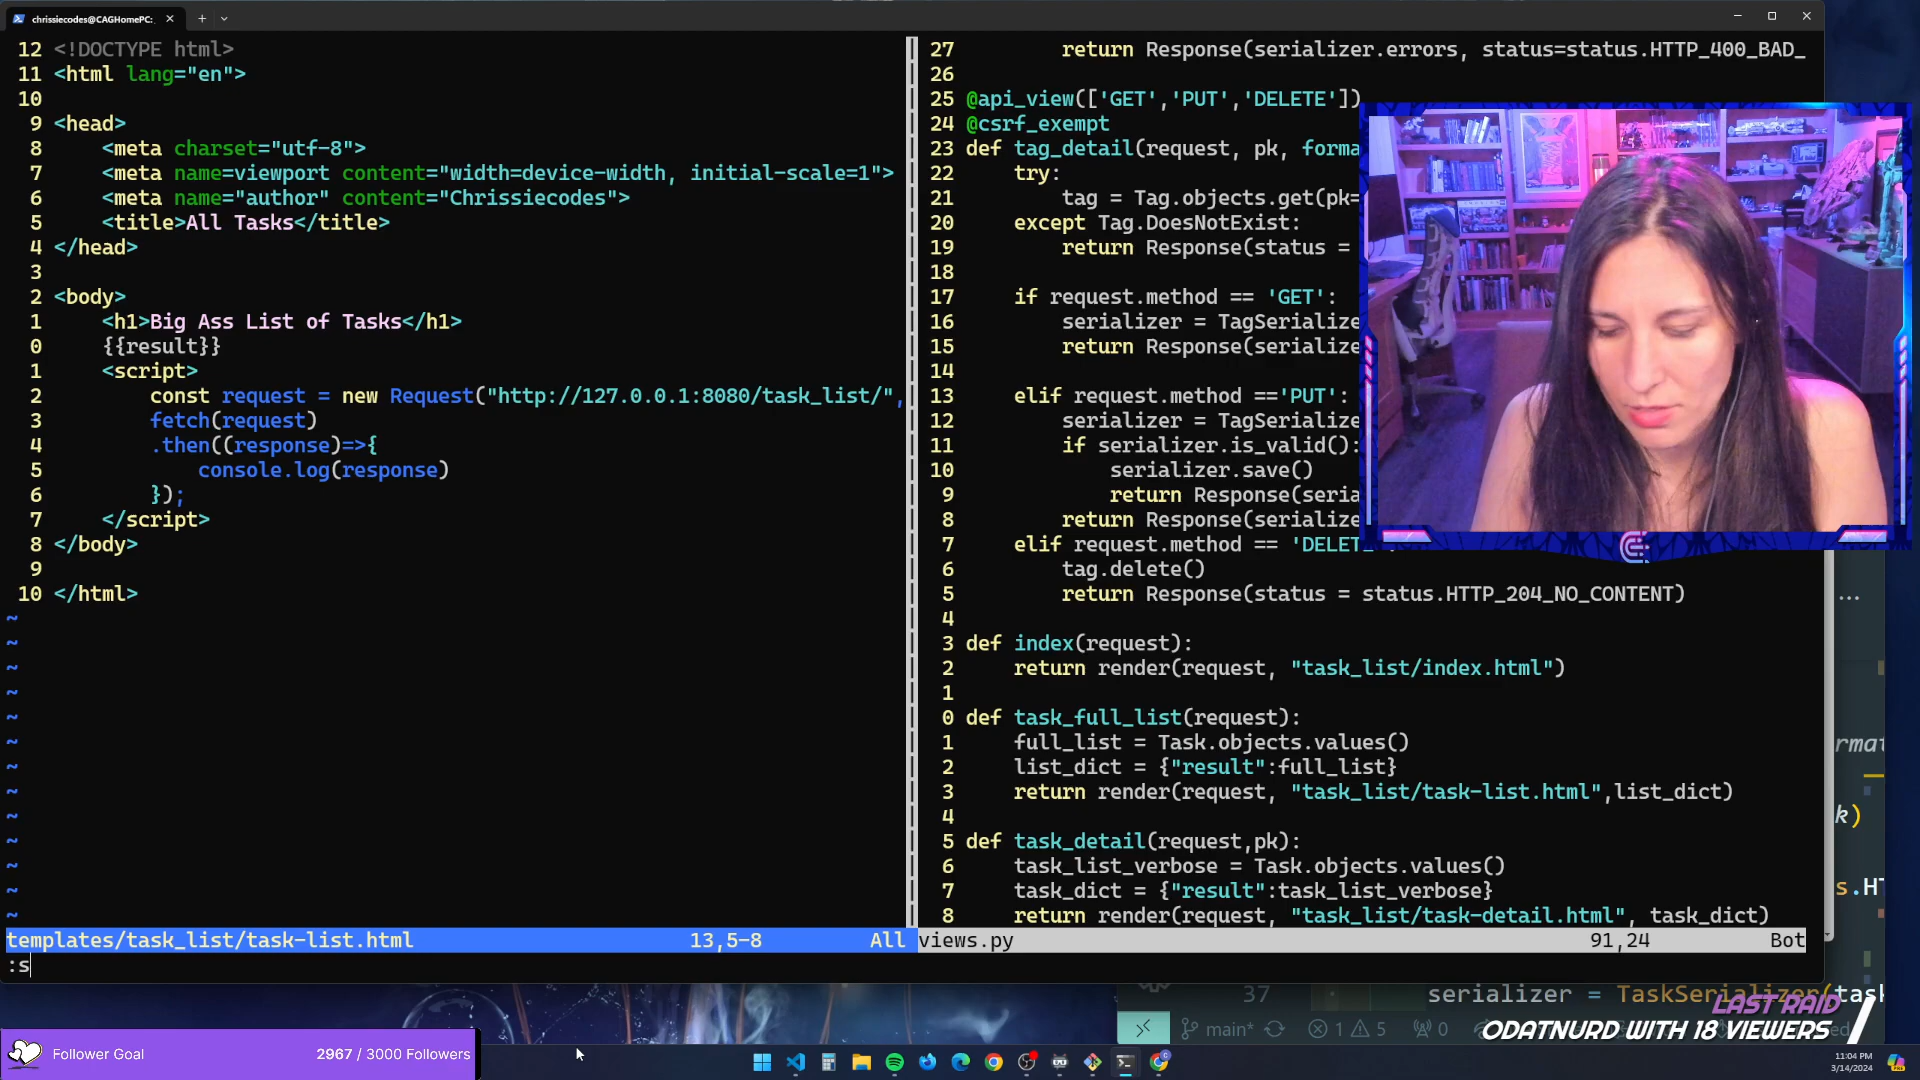 chrissiecodes@CAGHomePC:
12 <!DOCTYPE html>
11 <html lang="en">
10
9 <head>
8 <meta charset="utf-8">
7 <meta name=viewport content="width=device-width, initial-scale=1">
6 <meta name="author" content="Chrissiecodes">
5 <title>All Tasks</title>
4 </head>
3
2 <body>
1 <h1>Big Ass List of Tasks</h1>
0 {{result}}
1 <script>
2 const request = new Request("http://127.0.0.1:8080/task_list/",
3 fetch(request)
4 .then((response)=>{
5 console.log(response)
6 });
7 </script>
8 </body>
9
10 </html>
~
~
~
~
~
~
~
~
~
~
~
~
~
templates/task_list/task-list.html 13,5-8 All
:s
27 return Response(serializer.errors, status=status.HTTP_400_BAD_
26
25 @api_view(['GET','PUT','DELETE'])
24 @csrf_exempt
23 def tag_detail(request, pk, forma
22 try:
21 tag = Tag.objects.get(pk=
20 except Tag.DoesNotExist:
19 return Response(status =
18
17 if request.method == 'GET':
16 serializer = TagSerialize
15 return Response(serialize
14
13 elif request.method =='PUT':
12 serializer = TagSerialize
11 if serializer.is_valid():
10 serializer.save()
9 return Response(seria
8 return Response(serialize
7 elif request.method == 'DELETE':
6 tag.delete()
5 return Response(status = status.HTTP_204_NO_CONTENT)
4
3 def index(request):
2 return render(request, "task_list/index.html")
1
0 def task_full_list(request):
1 full_list = Task.objects.values()
2 list_dict = {"result":full_list}
3 return render(request, "task_list/task-list.html",list_dict)
4
5 def task_detail(request,pk):
6 task_list_verbose = Task.objects.values()
7 task_dict = {"result":task_list_verbose}
8 return render(request, "task_list/task-detail.html", task_dict)
views.py 91,24 Bot
...
rmat
k)
s.HT
37 serializer = TaskSerializer(task
main* 1 5 0
LAST RAID
ODATNURD WITH 18 VIEWERS
Follower Goal 2967 / 3000 Followers
11:04 PM
3/14/2024